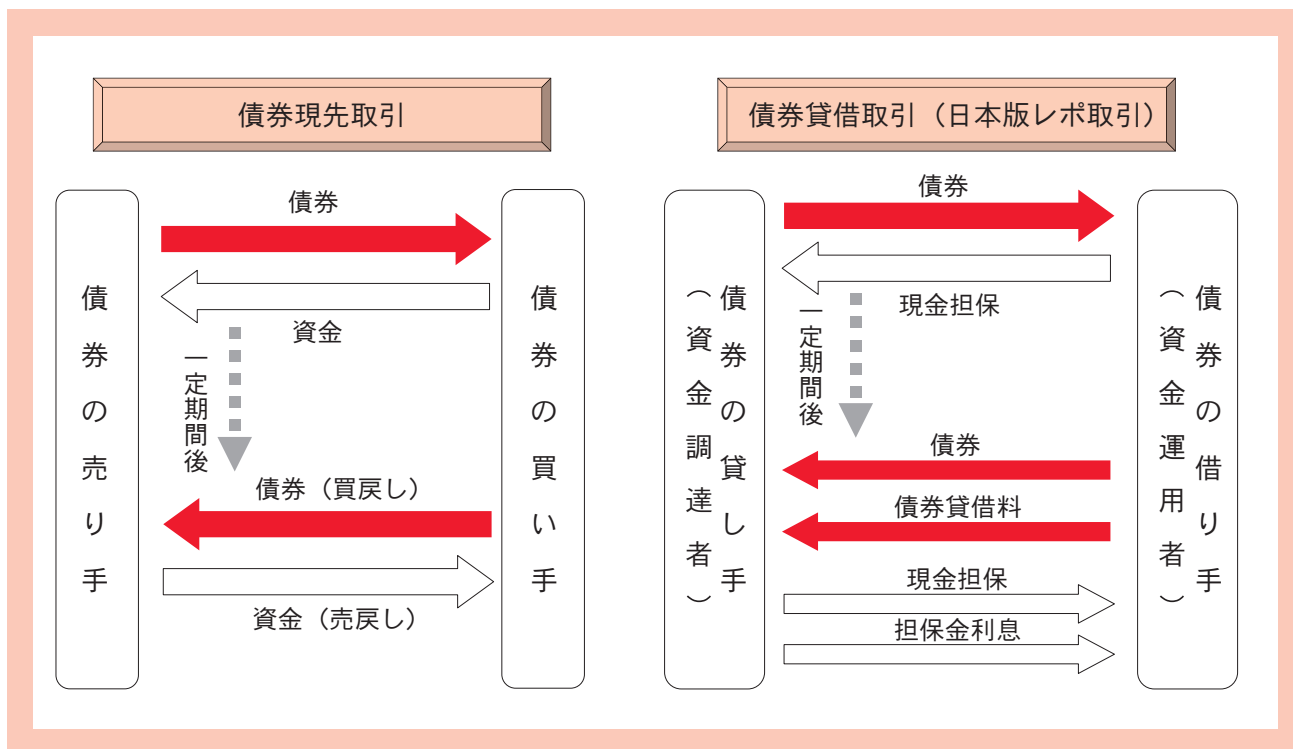 債券現先取引
債券の売り手
債券
資金
一定期間後
債券（買戻し）
資金（売戻し）
債券の買い手
債券貸借取引（日本版レポ取引）
債券の貸し手
（資金調達者）
債券
現金担保
一定期間後
債券
債券貸借料
現金担保
担保金利息
債券の借り手
（資金運用者）